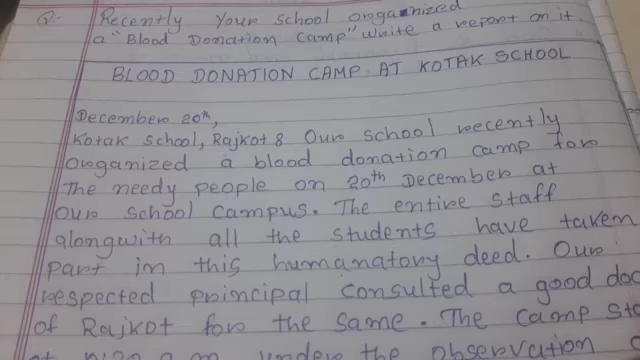 Q:- Recently Your school organized
a "Blood Donation Camp" Write a report on it.
BLOOD DONATION CAMP AT KOTAK SCHOOL
December 20th,
Kotak School, Rajkot : Our school recently
organized a blood donation camp for
the needy people on 20th December at
our school campus. The entire staff
alongwith all the students have taken
part in this humanatory deed. Our
respected principal consulted a good doc
of Rajkot for the same. The camp sta
under the observation